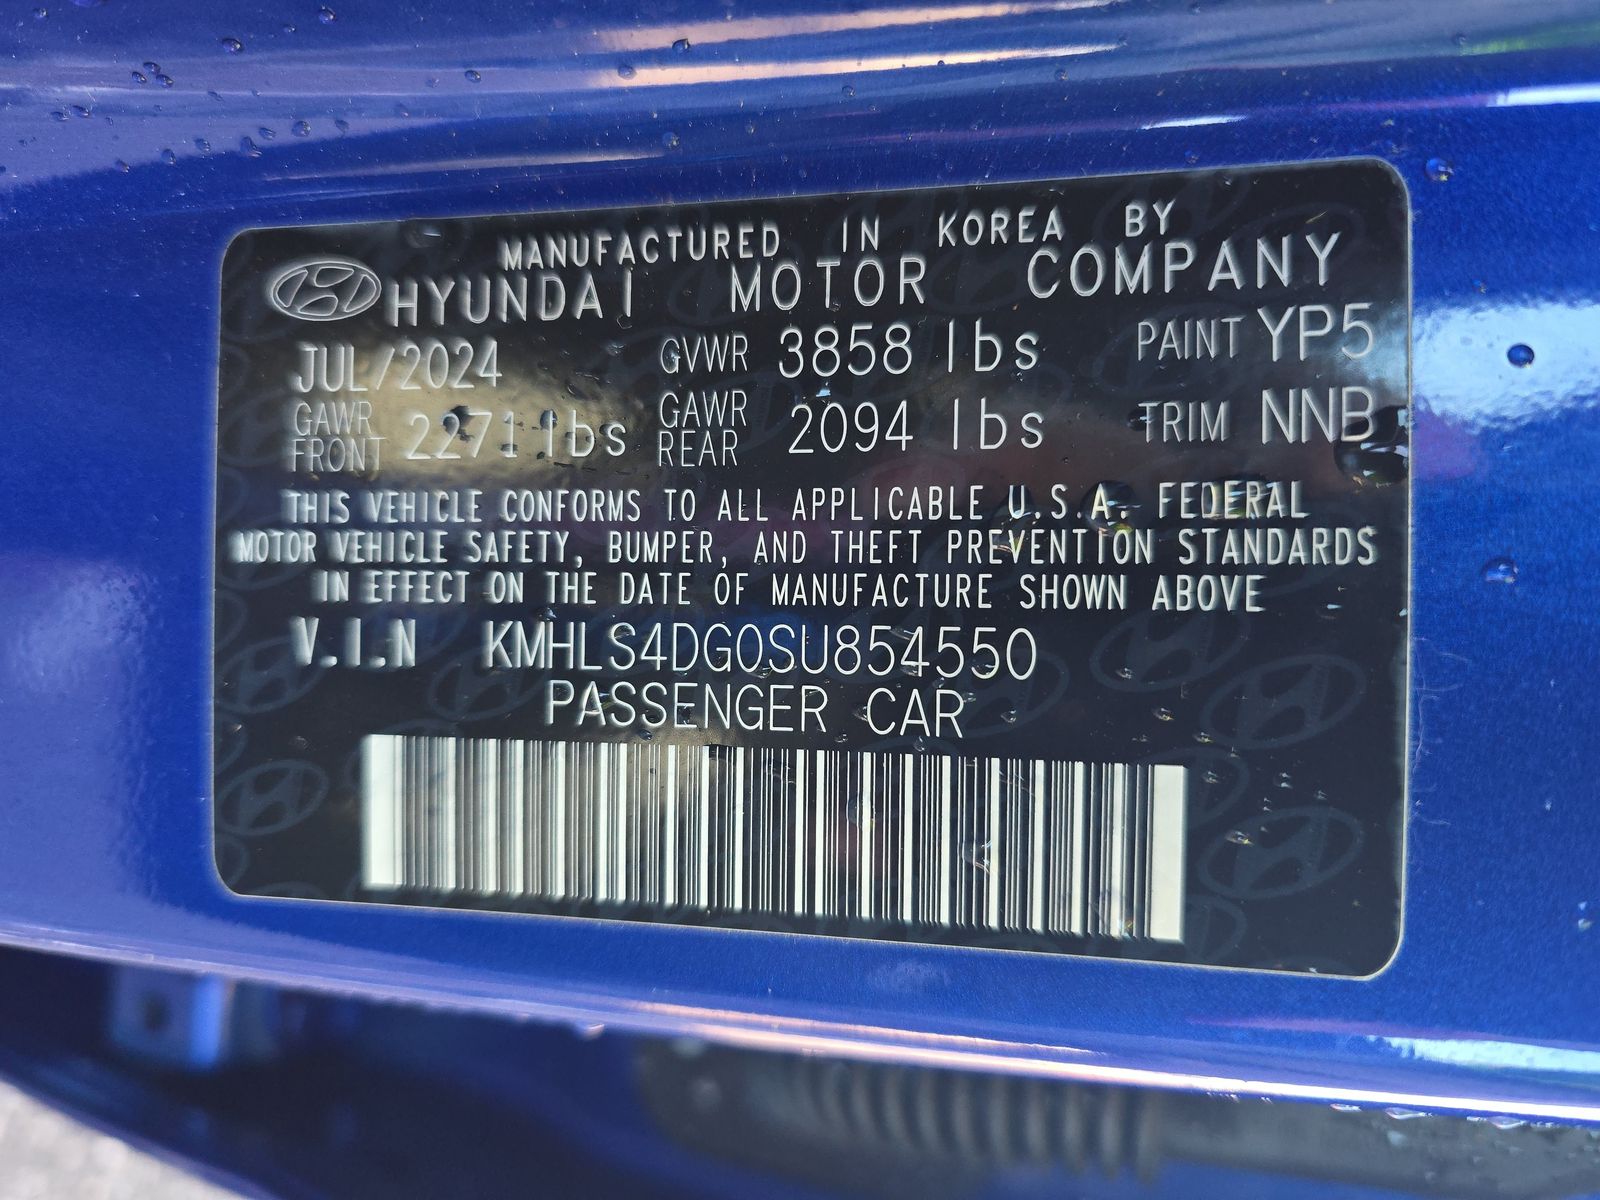 MANUFACTURED IN KOREA BY
HYUNDAI MOTOR COMPANY
JUL/2024 GVWR 3858 lbs PAINT YP5
GAWR FRONT 2271 lbs GAWR REAR 2094 lbs TRIM NNB
THIS VEHICLE CONFORMS TO ALL APPLICABLE U.S.A. FEDERAL
MOTOR VEHICLE SAFETY, BUMPER, AND THEFT PREVENTION STANDARDS
IN EFFECT ON THE DATE OF MANUFACTURE SHOWN ABOVE
V.I.N KMHLS4DG0SU854550
PASSENGER CAR